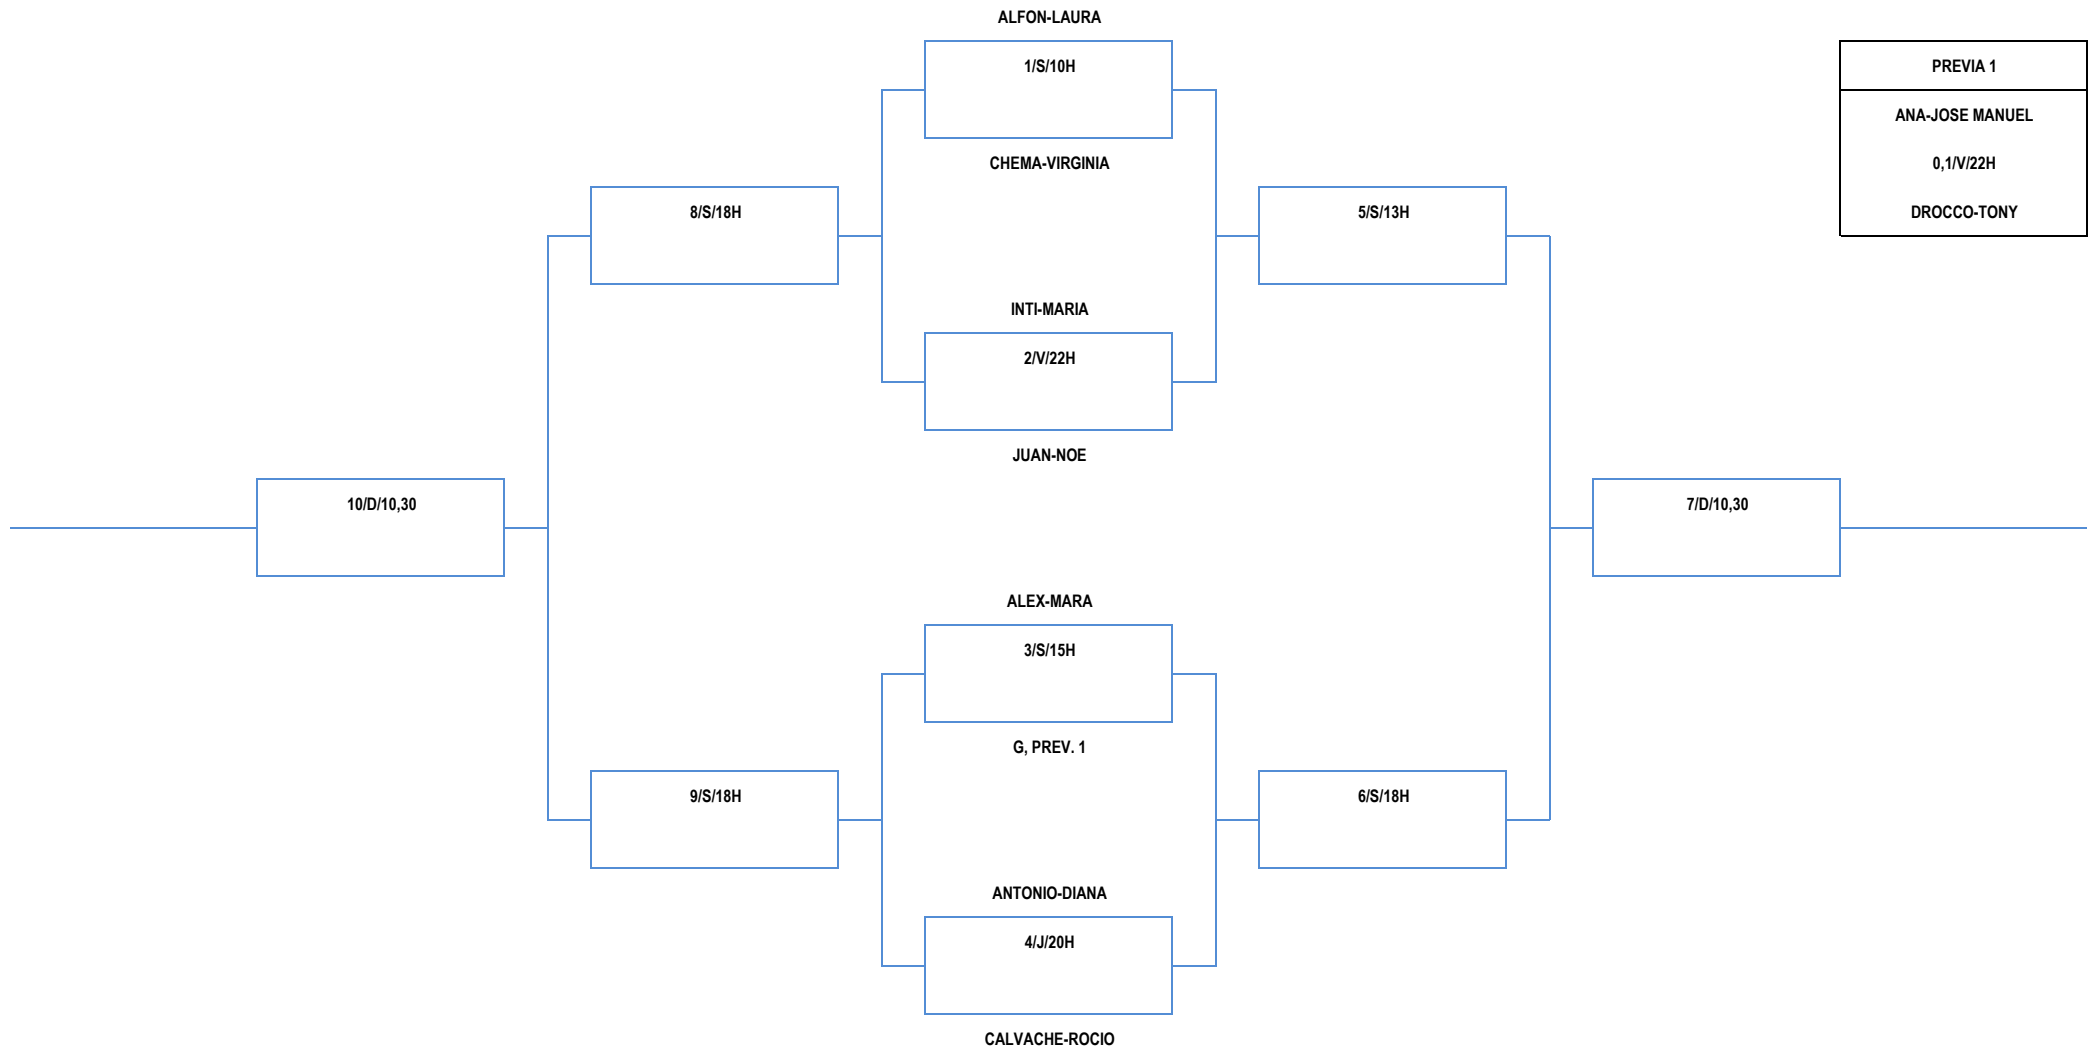 ALFON-LAURA
1/S/10H
PREVIA 1
ANA-JOSE MANUEL
CHEMA-VIRGINIA
0,1/V/22H
8/S/18H
5/S/13H
DROCCO-TONY
INTI-MARIA
2/V/22H
JUAN-NOE
10/D/10,30
7/D/10,30
ALEX-MARA
3/S/15H
G, PREV. 1
9/S/18H
6/S/18H
ANTONIO-DIANA
4/J/20H
CALVACHE-ROCIO